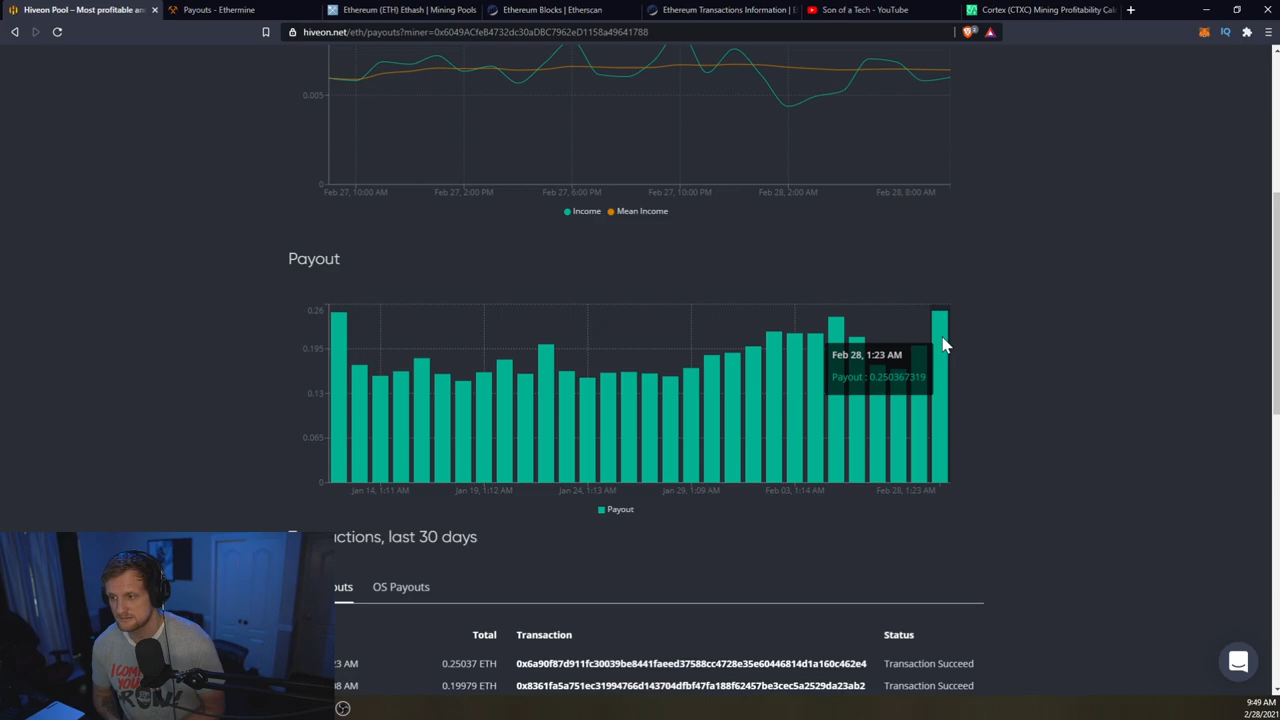 Hiveon Pool – Most profitable an
Payouts - Ethermine
Ethereum (ETH) Ethash | Mining Pools
Ethereum Blocks | Etherscan
Ethereum Transactions Information | E
Son of a Tech - YouTube
Cortex (CTXC) Mining Profitability Calc
hiveon.net/eth/payouts?miner=0x6049ACfeB4732dc30aDBC7962eD1158a49641788
0.005
0
Feb 27, 10:00 AM
Feb 27, 2:00 PM
Feb 27, 6:00 PM
Feb 27, 10:00 PM
Feb 28, 2:00 AM
Feb 28, 8:00 AM
Income
Mean Income
Payout
0.26
0.195
0.13
0.065
0
Feb 28, 1:23 AM
Payout : 0.250367319
Jan 14, 1:11 AM
Jan 19, 1:12 AM
Jan 24, 1:13 AM
Jan 29, 1:09 AM
Feb 03, 1:14 AM
Feb 28, 1:23 AM
Payout
ctions, last 30 days
outs
OS Payouts
Total
Transaction
Status
23 AM
0.25037 ETH
0x6a90f87d911fc30039be8441faeed37588cc4728e35e60446814d1a160c462e4
Transaction Succeed
08 AM
0.19979 ETH
0x8361fa5a751ec31994766d143704dfbf47fa188f62457be3cec5a2529da23ab2
Transaction Succeed
9:49 AM
2/28/2021